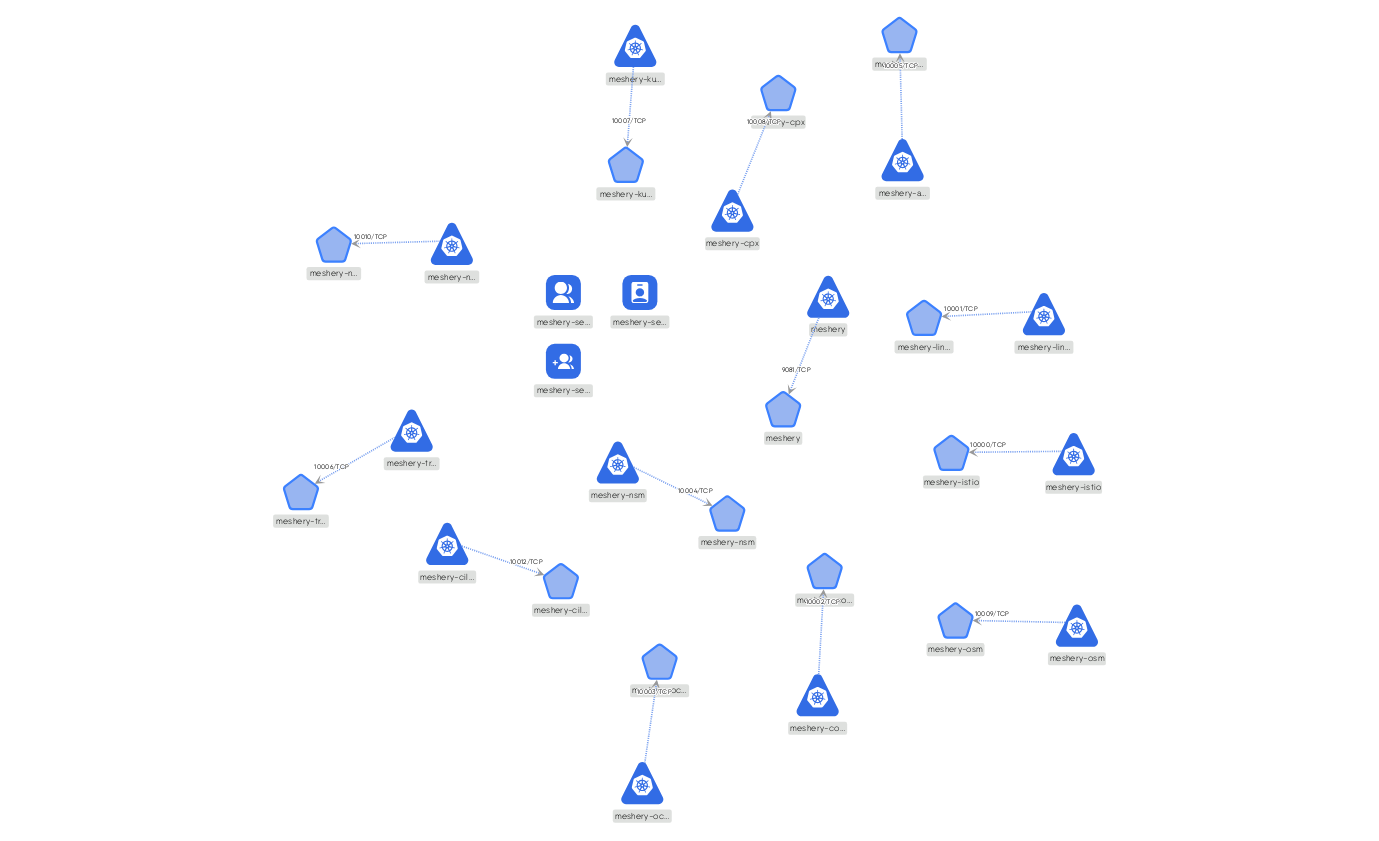 meshery-ku...
10007/TCP
meshery-ku...
10008/TCP
meshery-cpx
10005/TCP
meshery-a...
10010/TCP
meshery-n...
meshery-n...
meshery-se...
meshery-se...
meshery-se...
meshery
9081/TCP
meshery
10001/TCP
meshery-lin...
meshery-lin...
meshery-tr...
10006/TCP
meshery-tr...
meshery-nsm
10004/TCP
meshery-nsm
10000/TCP
meshery-istio
meshery-istio
10012/TCP
meshery-cil...
meshery-cil...
10002/TCP
meshery-co...
10009/TCP
meshery-osm
meshery-osm
10003/TCP
meshery-oc...